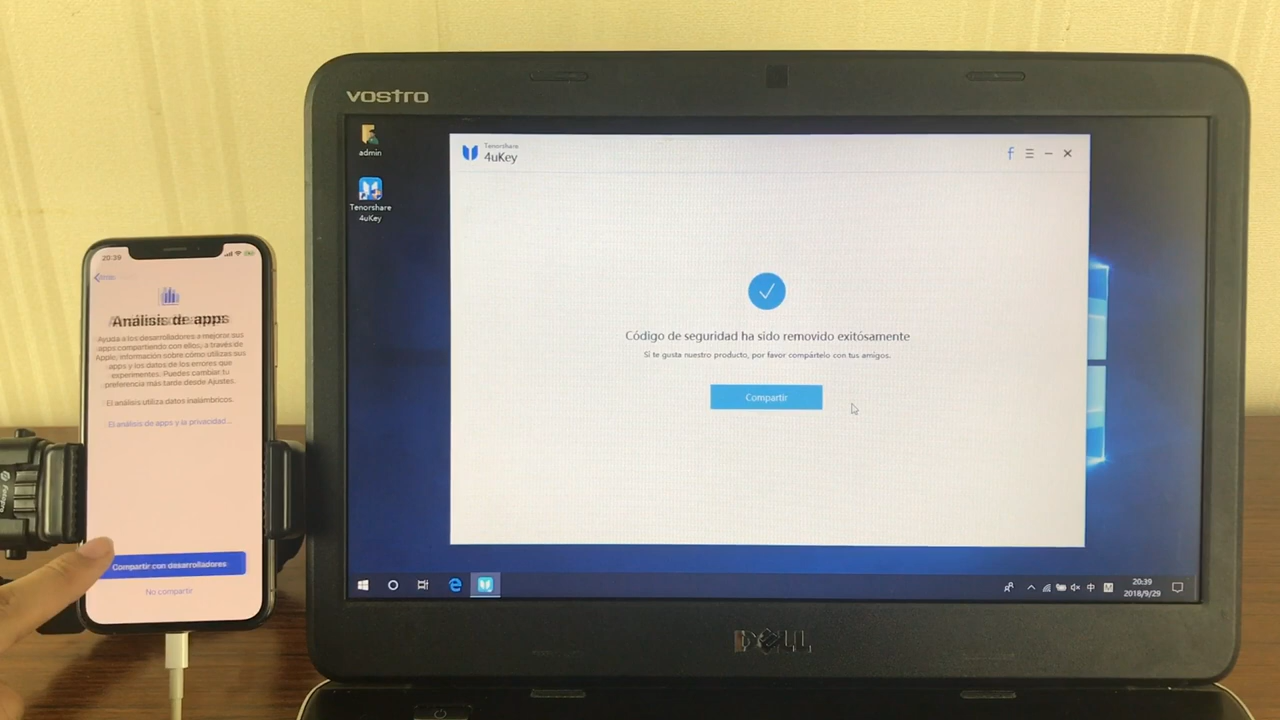 vostro
admin
Tenorshare
4uKey
Tenorshare
4uKey
f
Código de seguridad ha sido removido exitósamente
Si te gusta nuestro producto, por favor compártelo con tus amigos.
Compartir
中
M
20:39
2018/9/29
DELL
20:39
Análisis de apps
Ayuda a los desarrolladores a mejorar sus
apps compartiendo con ellos, a través de
Apple, información sobre cómo utilizas sus
apps y los datos de los errores que
experimentes. Puedes cambiar tu
preferencia más tarde desde Ajustes.
El análisis utiliza datos inalámbricos.
El análisis de apps y la privacidad...
Compartir con desarrolladores
No compartir